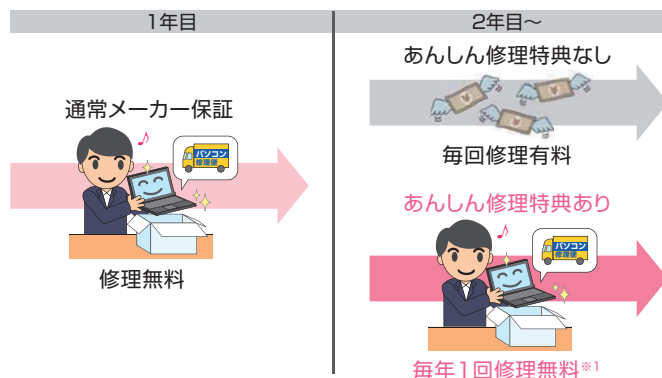 1年目
通常メーカー保証
パソコン
修理便
修理無料
2年目～
あんしん修理特典なし
¥
¥
¥
毎回修理有料
あんしん修理特典あり
パソコン
修理便
毎年1回修理無料※1